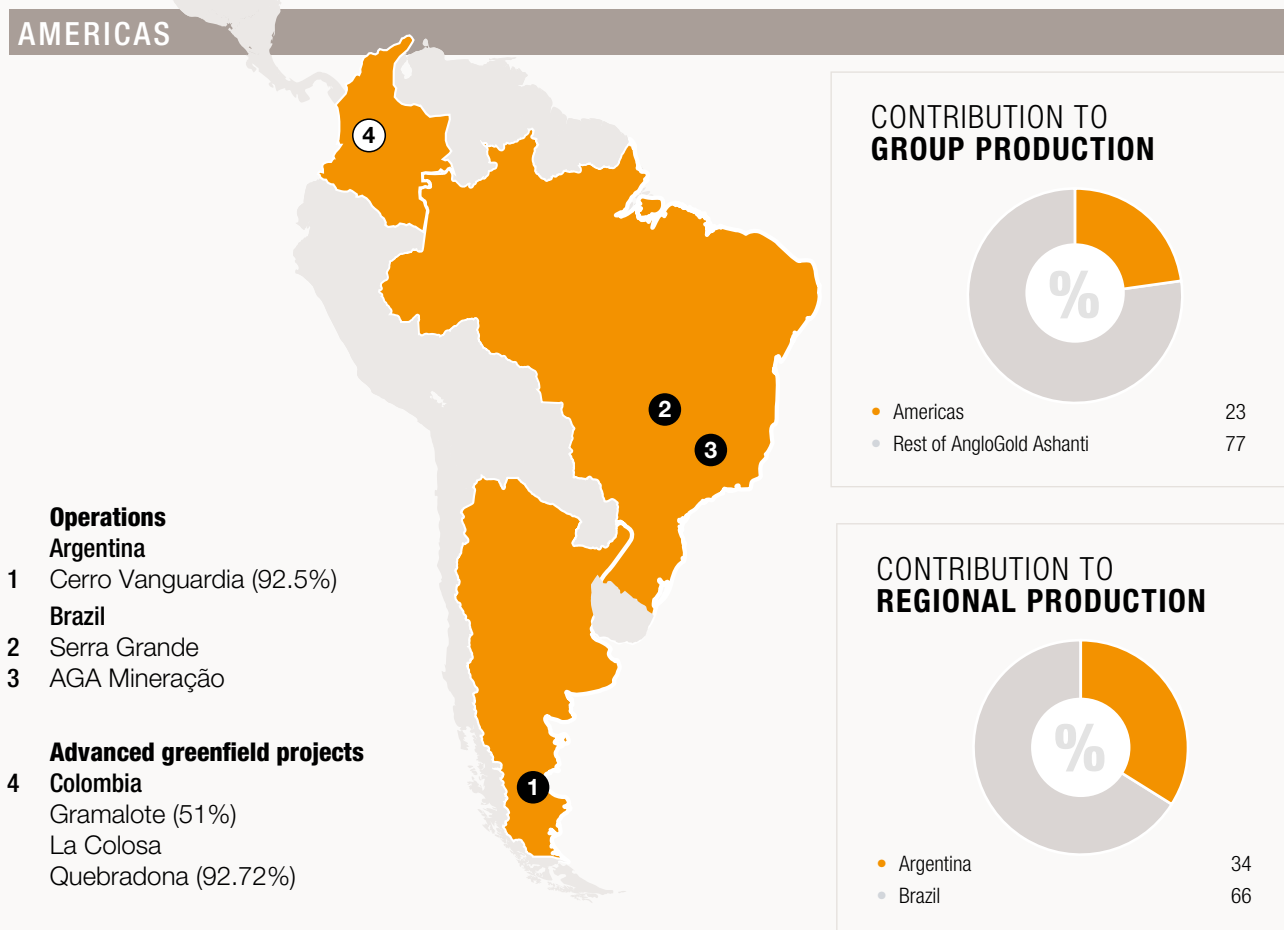 AMERICAS
4
2
3
1
Operations
Argentina
1 Cerro Vanguardia (92.5%)
Brazil
2 Serra Grande
3 AGA Mineração
Advanced greenfield projects
4 Colombia
Gramalote (51%)
La Colosa
Quebradona (92.72%)
CONTRIBUTION TO
GROUP PRODUCTION
%
• Americas 23
• Rest of AngloGold Ashanti 77
CONTRIBUTION TO
REGIONAL PRODUCTION
%
• Argentina 34
• Brazil 66